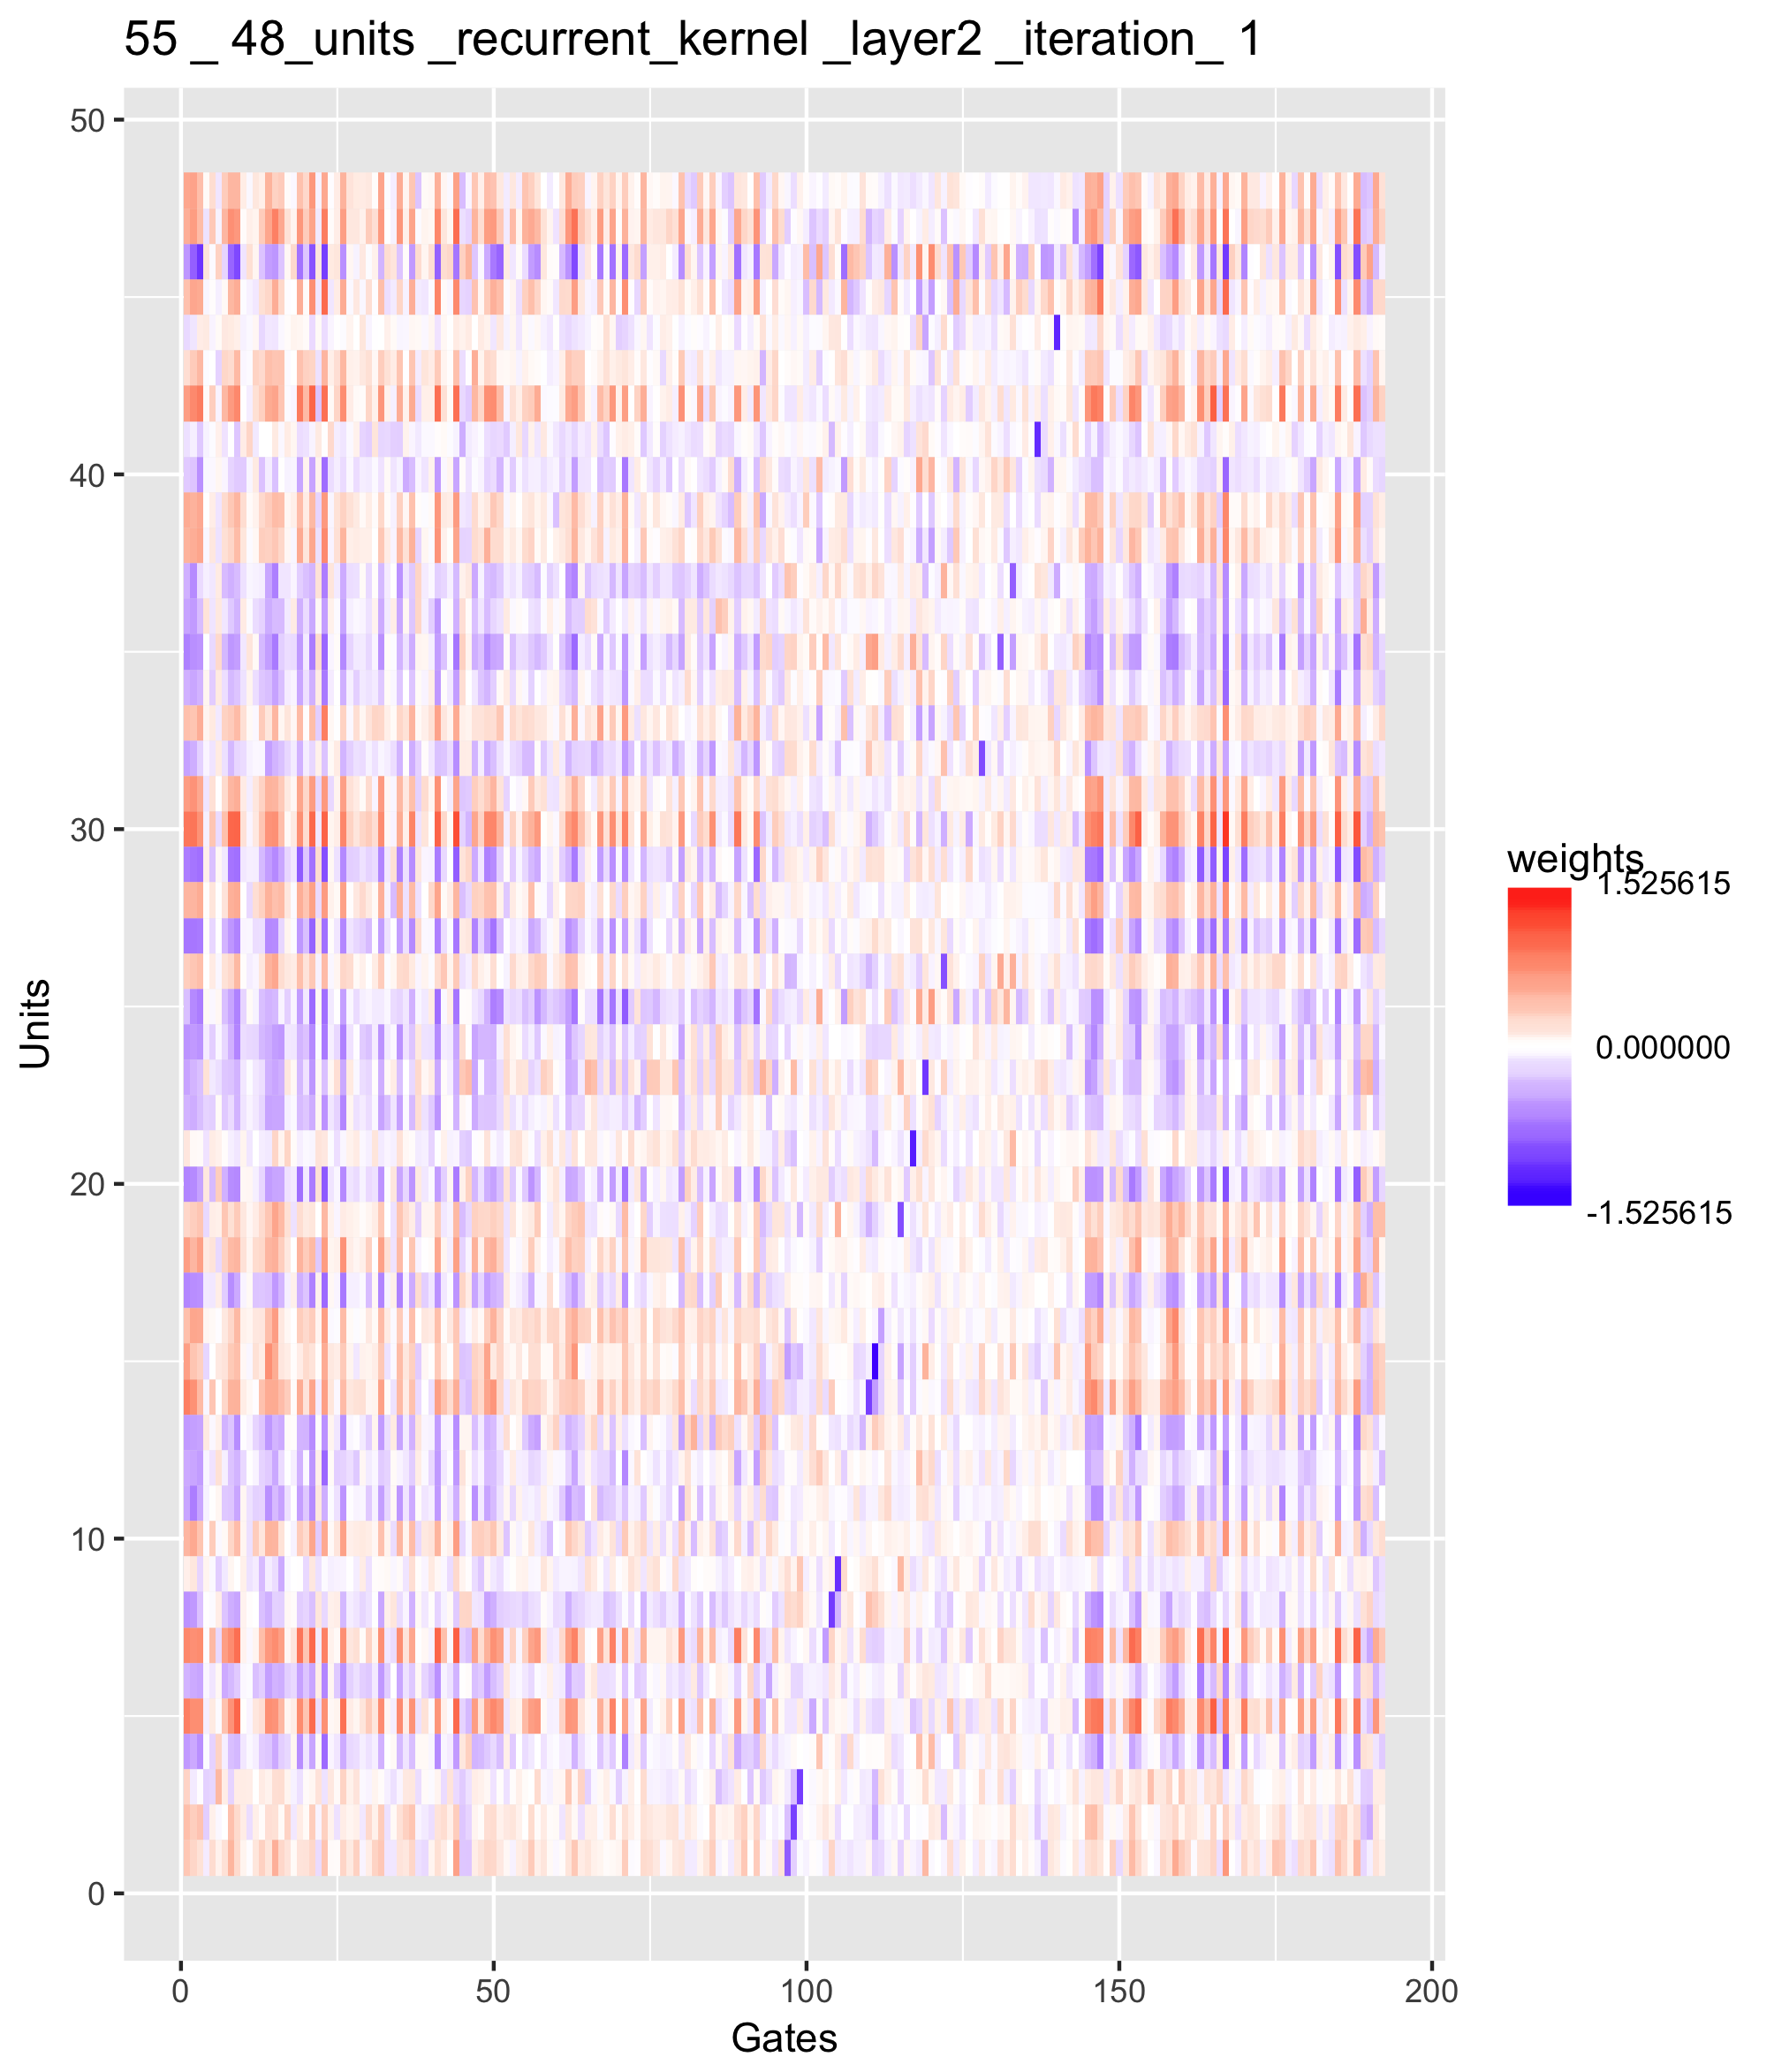 55 _ 48_units _recurrent_kernel _layer2 _iteration_ 1
50
40
30
20
10
0
Units
0 50 100 150 200
Gates
weights
1.525615
0.000000
-1.525615